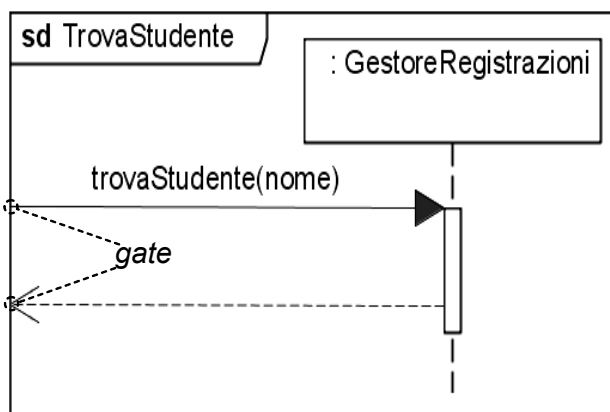 sd TrovaStudente
: GestoreRegistrazioni
trovaStudente(nome)
gate